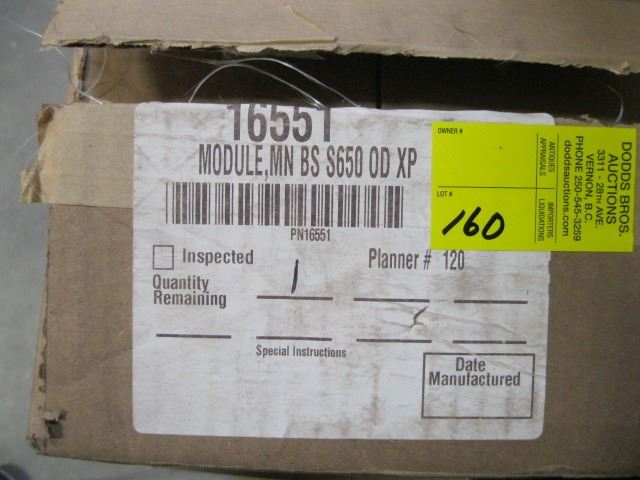 16551
MODULE,MN BS S650 OD XP
PN16551
Inspected
Planner # 120
Quantity
Remaining
1
Special Instructions
Date
Manufactured
OWNER #
LOT #
160
ANTIQUES
APPRAISALS
IMPORTERS
LIQUIDATIONS
DODDS BROS.
AUCTIONS
3311 - 28TH AVE.
VERNON, B.C.
PHONE 250-545-3259
doddsauctions.com